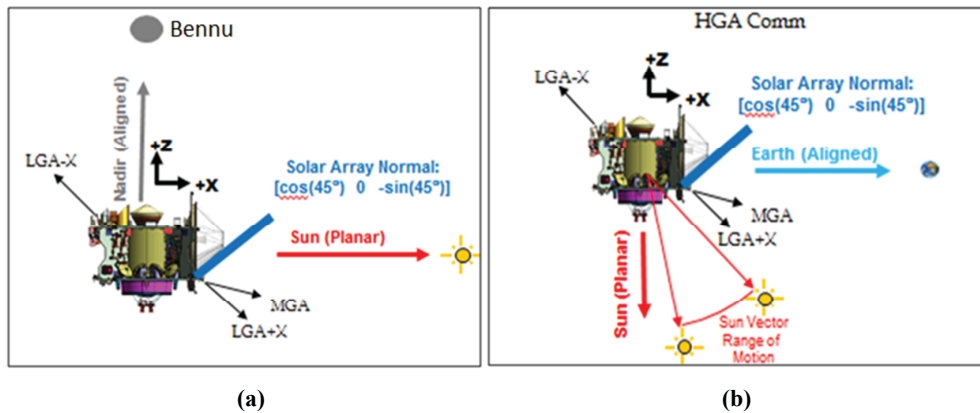 Bennu
Nadir (Aligned)
+Z
+X
LGA-X
Solar Array Normal:
[cos(45°) 0 -sin(45°)]
Sun (Planar)
MGA
LGA+X
(a)
HGA Comm
+Z
+X
LGA-X
Solar Array Normal:
[cos(45°) 0 -sin(45°)]
Earth (Aligned)
MGA
LGA+X
Sun (Planar)
Sun Vector
Range of
Motion
(b)